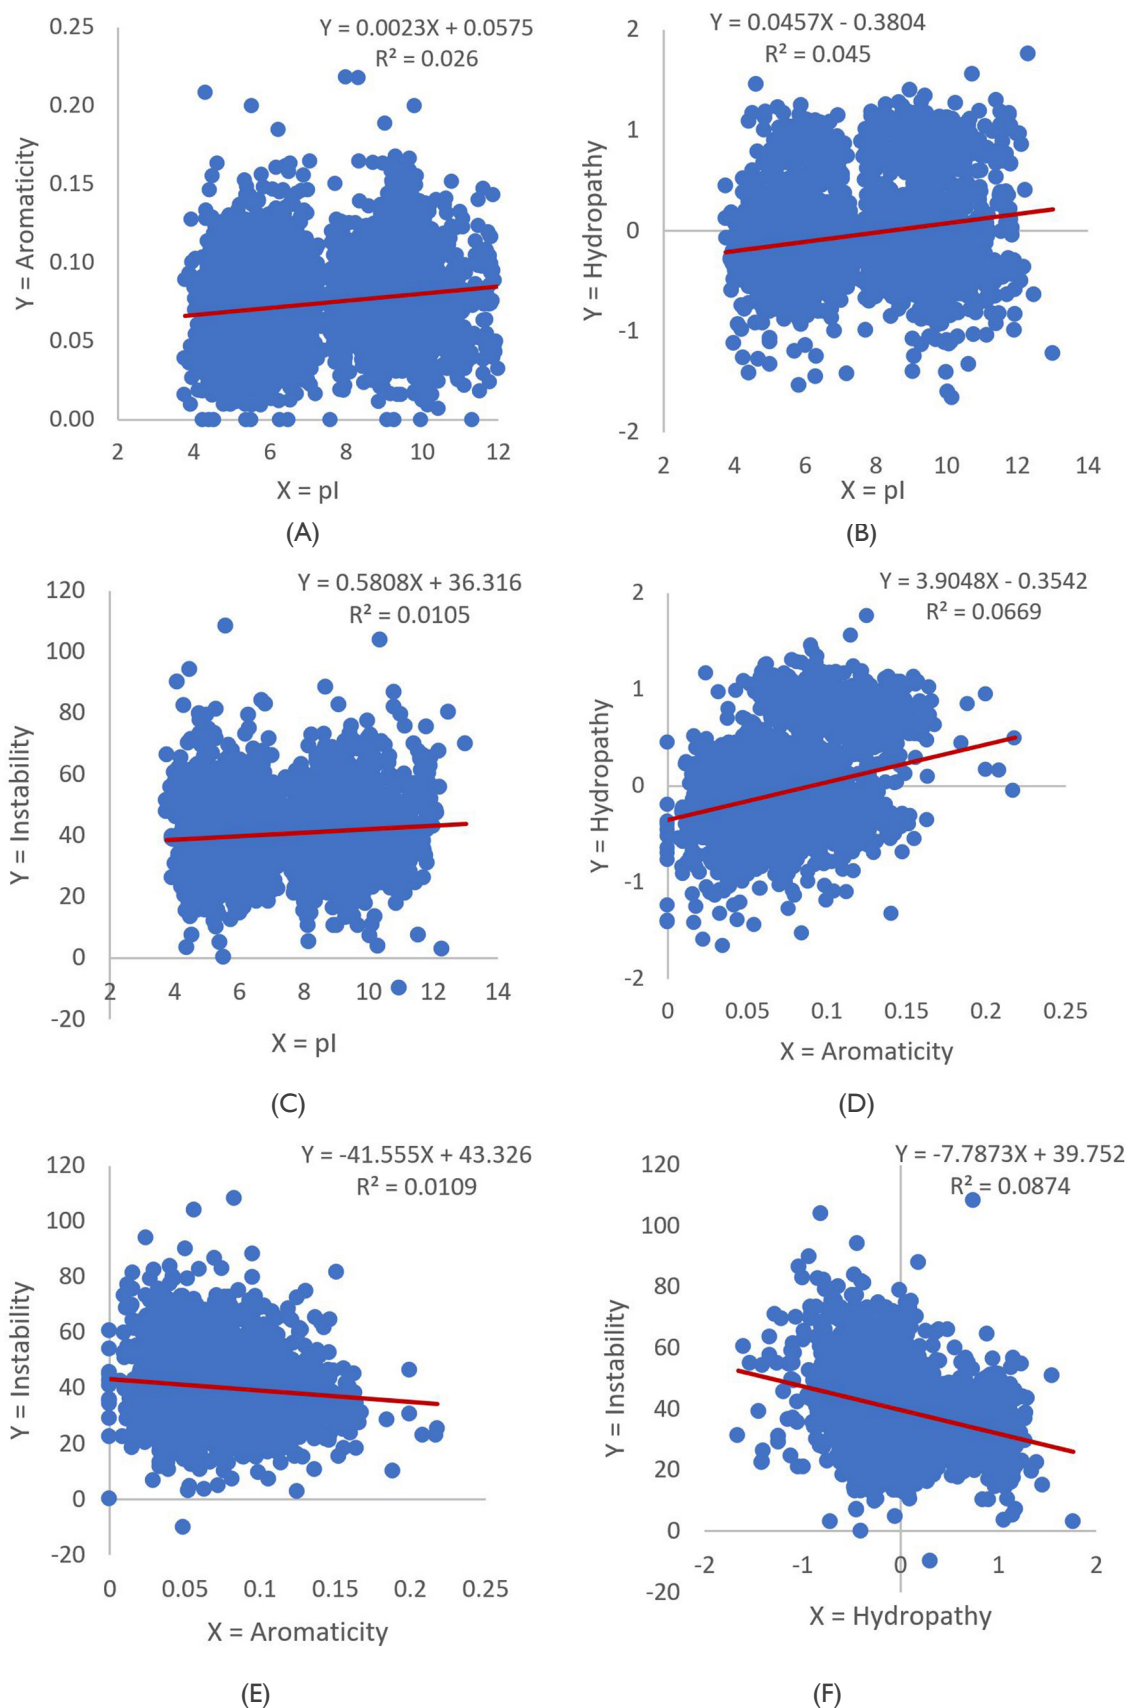 Y = 0.0023X + 0.0575
R² = 0.026
0.25
0.20
0.15
0.10
0.05
0.00
Y = Aromaticity
2 4 6 8 10 12
X = pI
(A)
Y = 0.0457X - 0.3804
R² = 0.045
2
1
0
-1
-2
Y = Hydropathy
2 4 6 8 10 12 14
X = pI
(B)
Y = 0.5808X + 36.316
R² = 0.0105
120
100
80
60
40
20
0
-20
Y = Instability
2 4 6 8 10 12 14
X = pI
(C)
Y = 3.9048X - 0.3542
R² = 0.0669
2
1
0
-1
-2
Y = Hydropathy
0 0.05 0.1 0.15 0.2 0.25
X = Aromaticity
(D)
Y = -41.555X + 43.326
R² = 0.0109
120
100
80
60
40
20
0
-20
Y = Instability
0 0.05 0.1 0.15 0.2 0.25
X = Aromaticity
(E)
Y = -7.7873X + 39.752
R² = 0.0874
120
100
80
60
40
20
0
-20
Y = Instability
-2 -1 0 1 2
X = Hydropathy
(F)